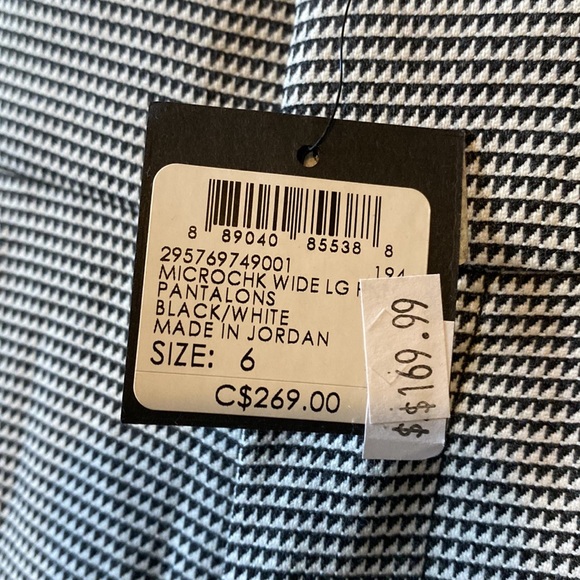 8 89040 85538 8
295769749001 194
MICROCHK WIDE LG
PANTALONS
BLACK/WHITE
MADE IN JORDAN
SIZE: 6
C$269.00
$169.99